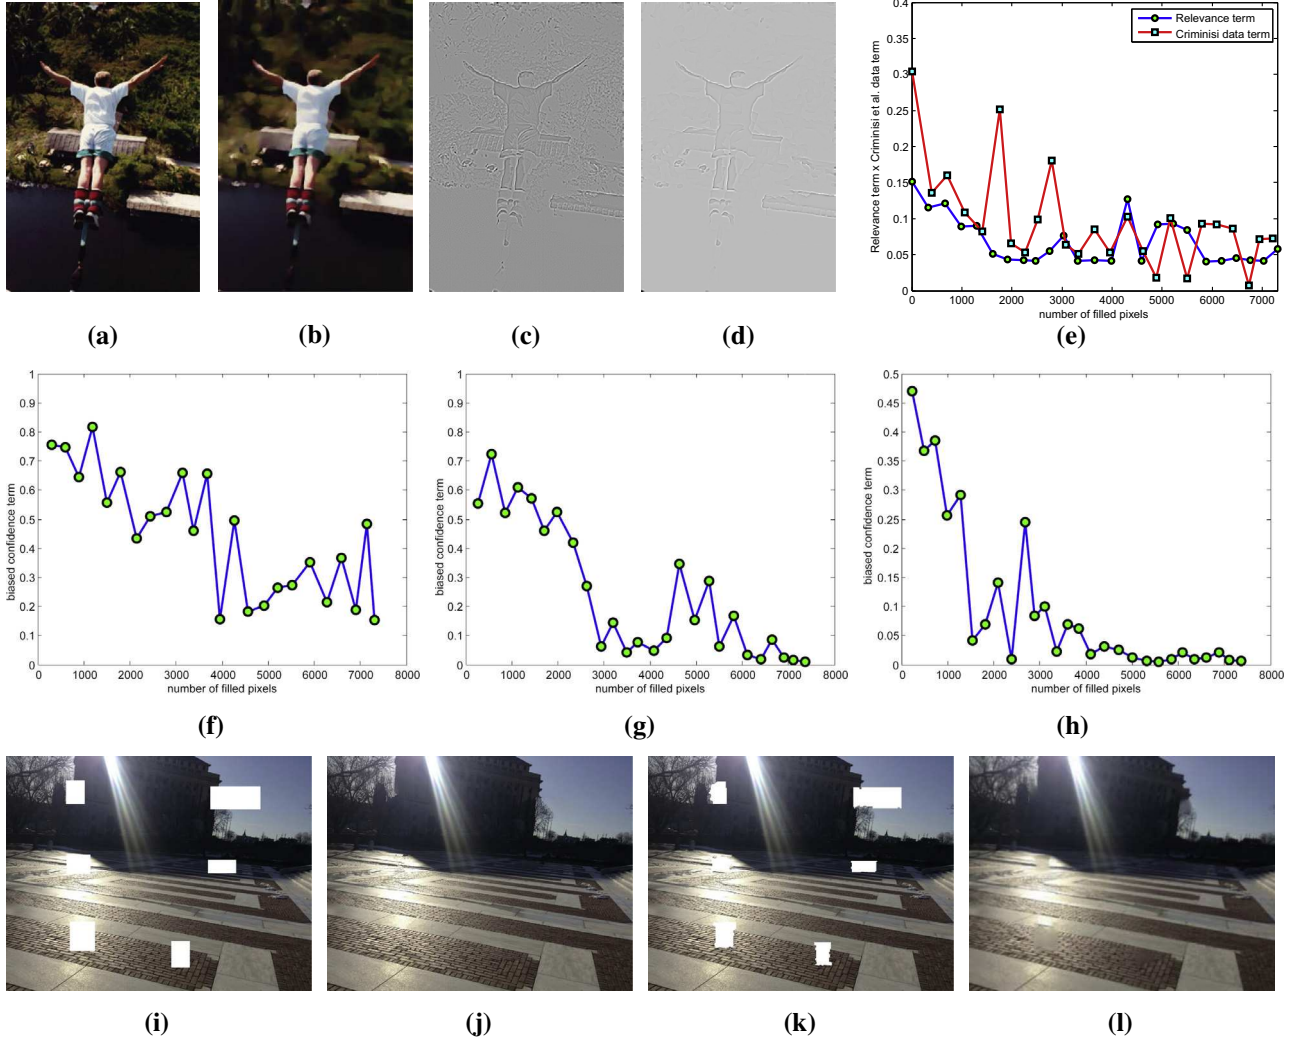 0.4
Relevance term
Criminisi data term
0.35
0.3
0.25
0.2
0.15
0.1
0.05
0
Relevance term x Criminisi et al. data term
0 1000 2000 3000 4000 5000 6000 7000
number of filled pixels
(a) (b) (c) (d) (e)
1
0.9
0.8
0.7
0.6
0.5
0.4
0.3
0.2
0.1
0
biased confidence term
0 1000 2000 3000 4000 5000 6000 7000 8000
number of filled pixels
1
0.9
0.8
0.7
0.6
0.5
0.4
0.3
0.2
0.1
0
biased confidence term
0 1000 2000 3000 4000 5000 6000 7000 8000
number of filled pixels
0.5
0.45
0.4
0.35
0.3
0.25
0.2
0.15
0.1
0.05
0
biased confidence term
0 1000 2000 3000 4000 5000 6000 7000 8000
number of filled pixels
(f) (g) (h)
(i) (j) (k) (l)